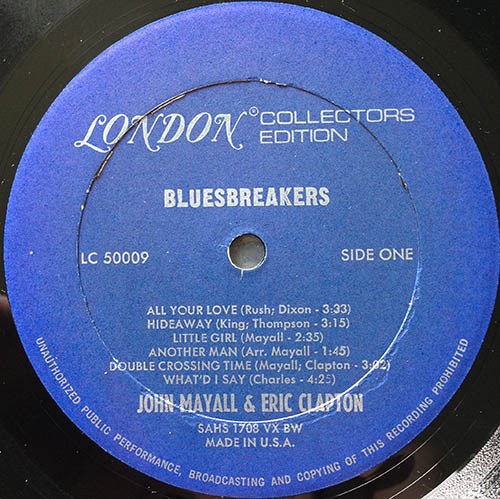 LONDON® COLLECTORS
EDITION
BLUESBREAKERS
LC 50009
SIDE ONE
ALL YOUR LOVE (Rush; Dixon - 3:33)
HIDEAWAY (King; Thompson - 3:15)
LITTLE GIRL (Mayall - 2:35)
ANOTHER MAN (Arr. Mayall - 1:45)
DOUBLE CROSSING TIME (Mayall; Clapton - 3:02)
WHAT'D I SAY (Charles - 4:25)
JOHN MAYALL & ERIC CLAPTON
SAHS 1708 VX BW
MADE IN U.S.A.
UNAUTHORIZED PUBLIC PERFORMANCE, BROADCASTING AND COPYING OF THIS RECORDING PROHIBITED